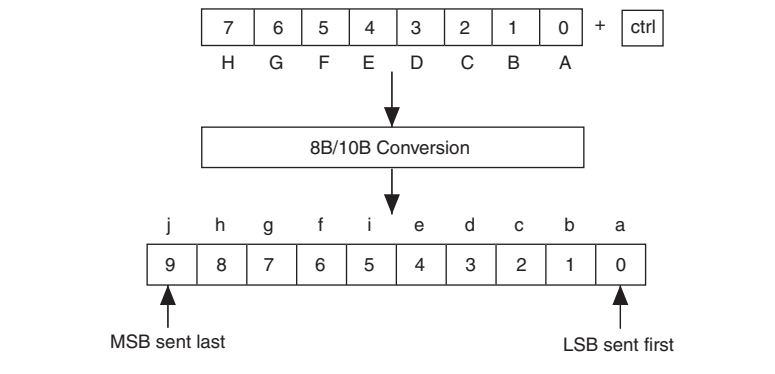 7 6 5 4 3 2 1 0 + ctrl
H G F E D C B A
8B/10B Conversion
j h g f i e d c b a
9 8 7 6 5 4 3 2 1 0
MSB sent last LSB sent first